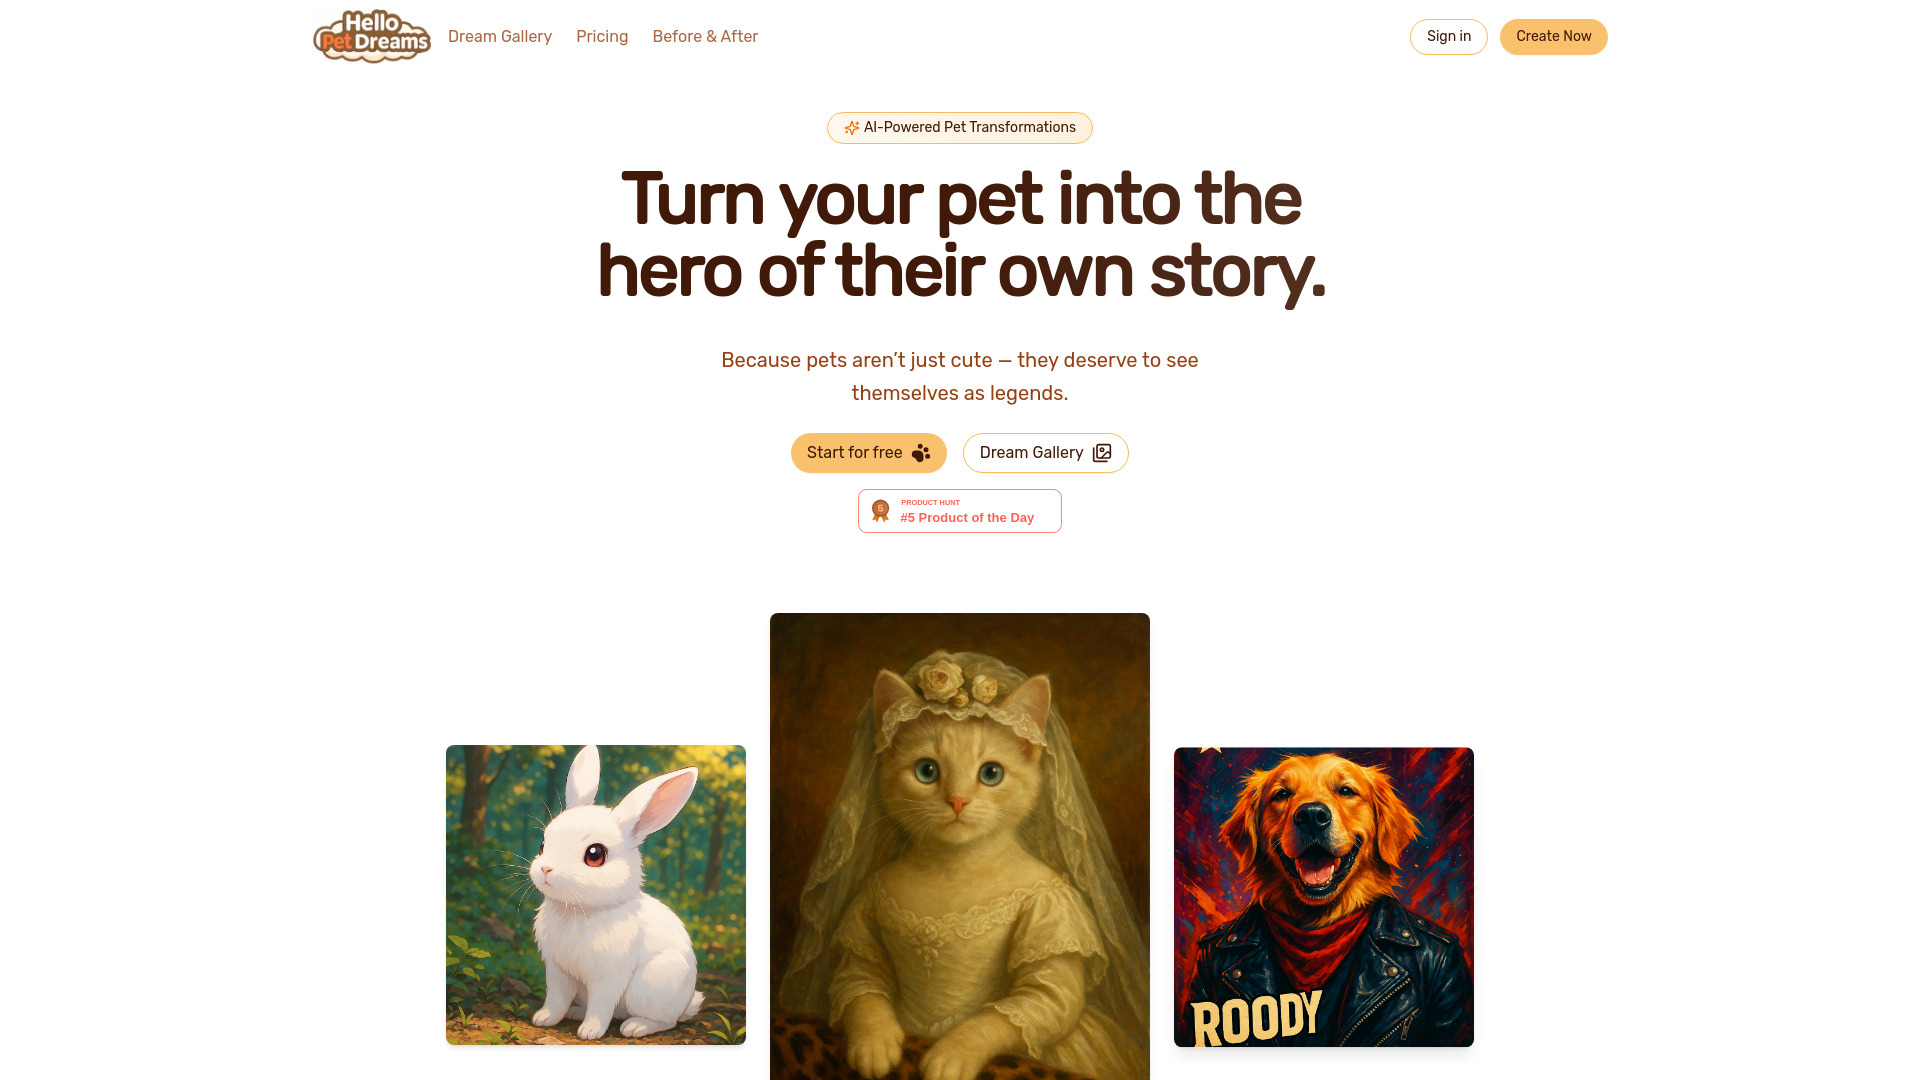 Hello
Pet Dreams
Dream Gallery
Pricing
Before & After
Sign in
Create Now
AI-Powered Pet Transformations
Turn your pet into the
hero of their own story.
Because pets aren’t just cute — they deserve to see
themselves as legends.
Start for free
Dream Gallery
5
PRODUCT HUNT
#5 Product of the Day
ROODY